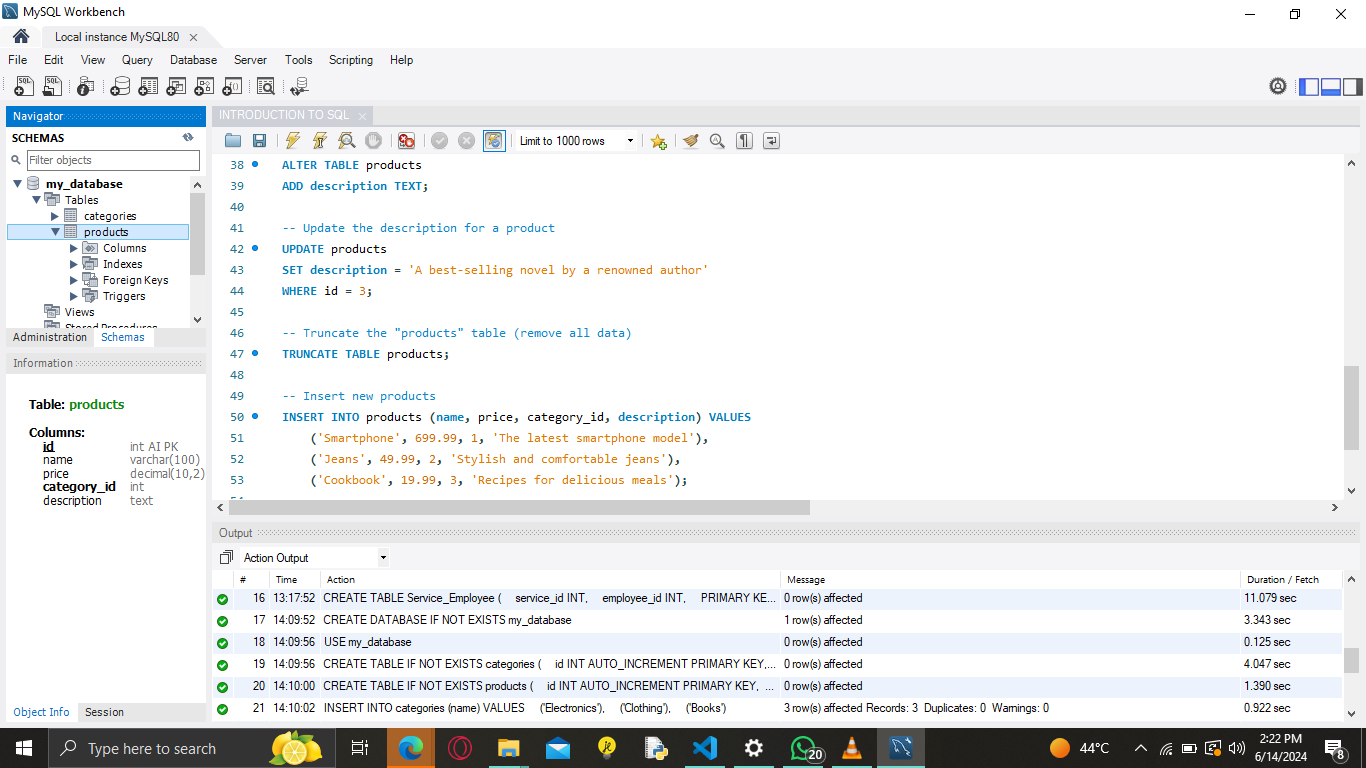 MySQL Workbench
Local instance MySQL80
File Edit View Query Database Server Tools Scripting Help
Navigator
SCHEMAS
Filter objects
my_database
Tables
categories
products
Columns
Indexes
Foreign Keys
Triggers
Views
Stored Procedures
Administration Schemas
Information
Table: products
Columns:
id int AI PK
name varchar(100)
price decimal(10,2)
category_id int
description text
Object Info Session
INTRODUCTION TO SQL
Limit to 1000 rows
38 ALTER TABLE products
39 ADD description TEXT;
40
41 -- Update the description for a product
42 UPDATE products
43 SET description = 'A best-selling novel by a renowned author'
44 WHERE id = 3;
45
46 -- Truncate the "products" table (remove all data)
47 TRUNCATE TABLE products;
48
49 -- Insert new products
50 INSERT INTO products (name, price, category_id, description) VALUES
51 ('Smartphone', 699.99, 1, 'The latest smartphone model'),
52 ('Jeans', 49.99, 2, 'Stylish and comfortable jeans'),
53 ('Cookbook', 19.99, 3, 'Recipes for delicious meals');
54
Output
Action Output
# Time Action Message Duration / Fetch
16 13:17:52 CREATE TABLE Service_Employee ( service_id INT, employee_id INT, PRIMARY KE... 0 row(s) affected 11.079 sec
17 14:09:52 CREATE DATABASE IF NOT EXISTS my_database 1 row(s) affected 3.343 sec
18 14:09:56 USE my_database 0 row(s) affected 0.125 sec
19 14:09:56 CREATE TABLE IF NOT EXISTS categories ( id INT AUTO_INCREMENT PRIMARY KEY,... 0 row(s) affected 4.047 sec
20 14:10:00 CREATE TABLE IF NOT EXISTS products ( id INT AUTO_INCREMENT PRIMARY KEY, ... 0 row(s) affected 1.390 sec
21 14:10:02 INSERT INTO categories (name) VALUES ('Electronics'), ('Clothing'), ('Books') 3 row(s) affected Records: 3 Duplicates: 0 Warnings: 0 0.922 sec
Type here to search
20
44°C
2:22 PM
6/14/2024
8